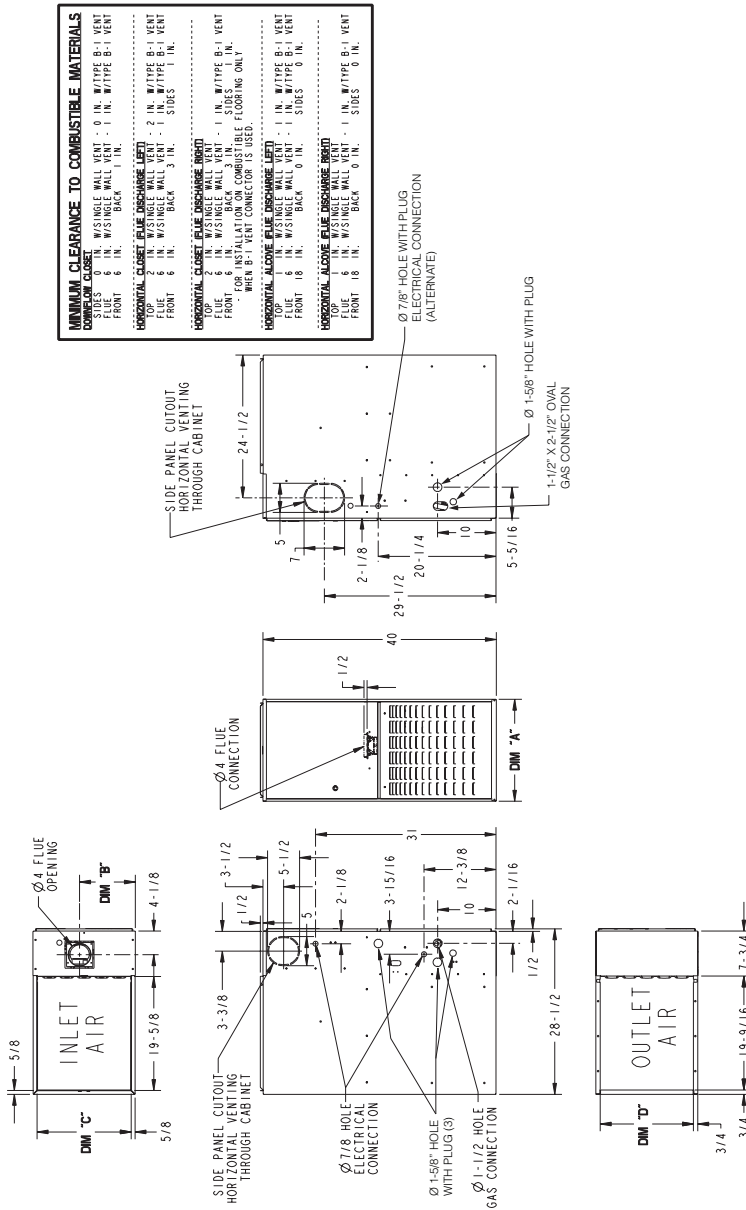 MINIMUM CLEARANCE TO COMBUSTIBLE MATERIALS
DOWNFLOW CLOSET
SIDES 0 IN. W/SINGLE WALL VENT - 0 IN. W/TYPE B-1 VENT
FLUE 6 IN. W/SINGLE WALL VENT - 1 IN. W/TYPE B-1 VENT
FRONT 6 IN. BACK 1 IN.
HORIZONTAL CLOSET (FLUE DISCHARGE LEFT)
TOP 2 IN. W/SINGLE WALL VENT - 2 IN. W/TYPE B-1 VENT
FLUE 6 IN. W/SINGLE WALL VENT - 1 IN. W/TYPE B-1 VENT
FRONT 6 IN. BACK 3 IN. SIDES 1 IN.
HORIZONTAL CLOSET (FLUE DISCHARGE RIGHT)
TOP 2 IN. W/SINGLE WALL VENT - 1 IN. W/TYPE B-1 VENT
FLUE 6 IN. W/SINGLE WALL VENT - 1 IN. W/TYPE B-1 VENT
FRONT 6 IN. BACK 3 IN. SIDES 1 IN.
- FOR INSTALLATION ON COMBUSTIBLE FLOORING ONLY
WHEN B-1 VENT CONNECTOR IS USED.
HORIZONTAL ALCOVE (FLUE DISCHARGE LEFT)
TOP 1 IN. W/SINGLE WALL VENT - 1 IN. W/TYPE B-1 VENT
FLUE 6 IN. W/SINGLE WALL VENT - 1 IN. W/TYPE B-1 VENT
FRONT 18 IN. BACK 0 IN. SIDES 0 IN.
HORIZONTAL ALCOVE (FLUE DISCHARGE RIGHT)
TOP 1 IN. W/SINGLE WALL VENT - 1 IN. W/TYPE B-1 VENT
FLUE 6 IN. W/SINGLE WALL VENT - 1 IN. W/TYPE B-1 VENT
FRONT 18 IN. BACK 0 IN. SIDES 0 IN.
SIDE PANEL CUTOUT
HORIZONTAL VENTING
THROUGH CABINET
24-1/2
5
7
2-1/8
20-1/4
29-1/2
10
5-5/16
Ø 7/8" HOLE WITH PLUG
ELECTRICAL CONNECTION
(ALTERNATE)
Ø 1-5/8" HOLE WITH PLUG
1-1/2" X 2-1/2" OVAL
GAS CONNECTION
Ø4 FLUE
CONNECTION
1/2
40
DIM "A"
Ø4 FLUE
OPENING
DIM "B"
4-1/8
INLET
AIR
19-5/8
5/8
DIM "C"
5/8
SIDE PANEL CUTOUT
HORIZONTAL VENTING
THROUGH CABINET
3-3/8
1/2
3-1/2
5-1/2
5
2-1/8
31
3-15/16
12-3/8
10
2-1/16
1/2
28-1/2
Ø7/8 HOLE
ELECTRICAL
CONNECTION
Ø 1-5/8" HOLE
WITH PLUG (3)
Ø1-1/2 HOLE
GAS CONNECTION
OUTLET
AIR
7-3/4
19-9/16
3/4
DIM "D"
3/4